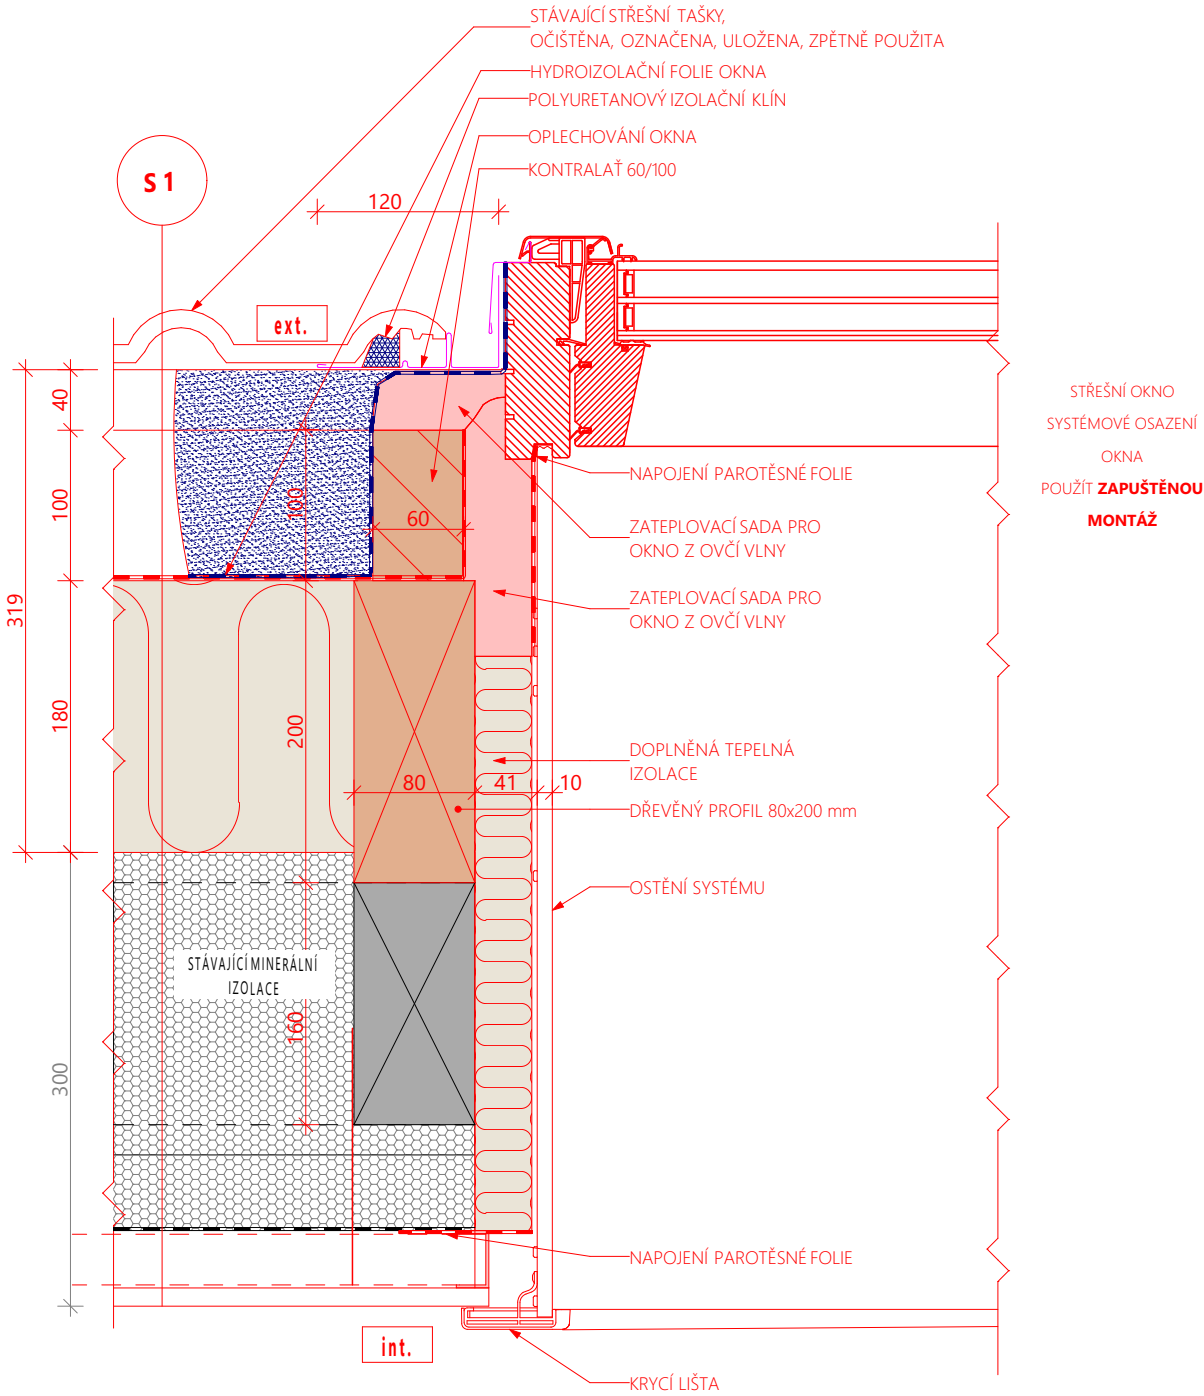 STÁVAJÍCÍ STŘEŠNÍ TAŠKY,
OČIŠTĚNA, OZNAČENA, ULOŽENA, ZPĚTNĚ POUŽITA
HYDROIZOLAČNÍ FOLIE OKNA
POLYURETANOVÝ IZOLAČNÍ KLÍN
OPLECHOVÁNÍ OKNA
KONTRALAŤ 60/100
S 1
120
ext.
40
100
319
180
300
100
60
200
80
41
10
160
STŘEŠNÍ OKNO
SYSTÉMOVÉ OSAZENÍ
OKNA
POUŽÍT ZAPUŠTĚNOU
MONTÁŽ
NAPOJENÍ PAROTĚSNÉ FOLIE
ZATEPLOVACÍ SADA PRO
OKNO Z OVČÍ VLNY
ZATEPLOVACÍ SADA PRO
OKNO Z OVČÍ VLNY
DOPLNĚNÁ TEPELNÁ
IZOLACE
DŘEVĚNÝ PROFIL 80x200 mm
OSTĚNÍ SYSTÉMU
STÁVAJÍCÍ MINERÁLNÍ
IZOLACE
NAPOJENÍ PAROTĚSNÉ FOLIE
int.
KRYCÍ LIŠTA